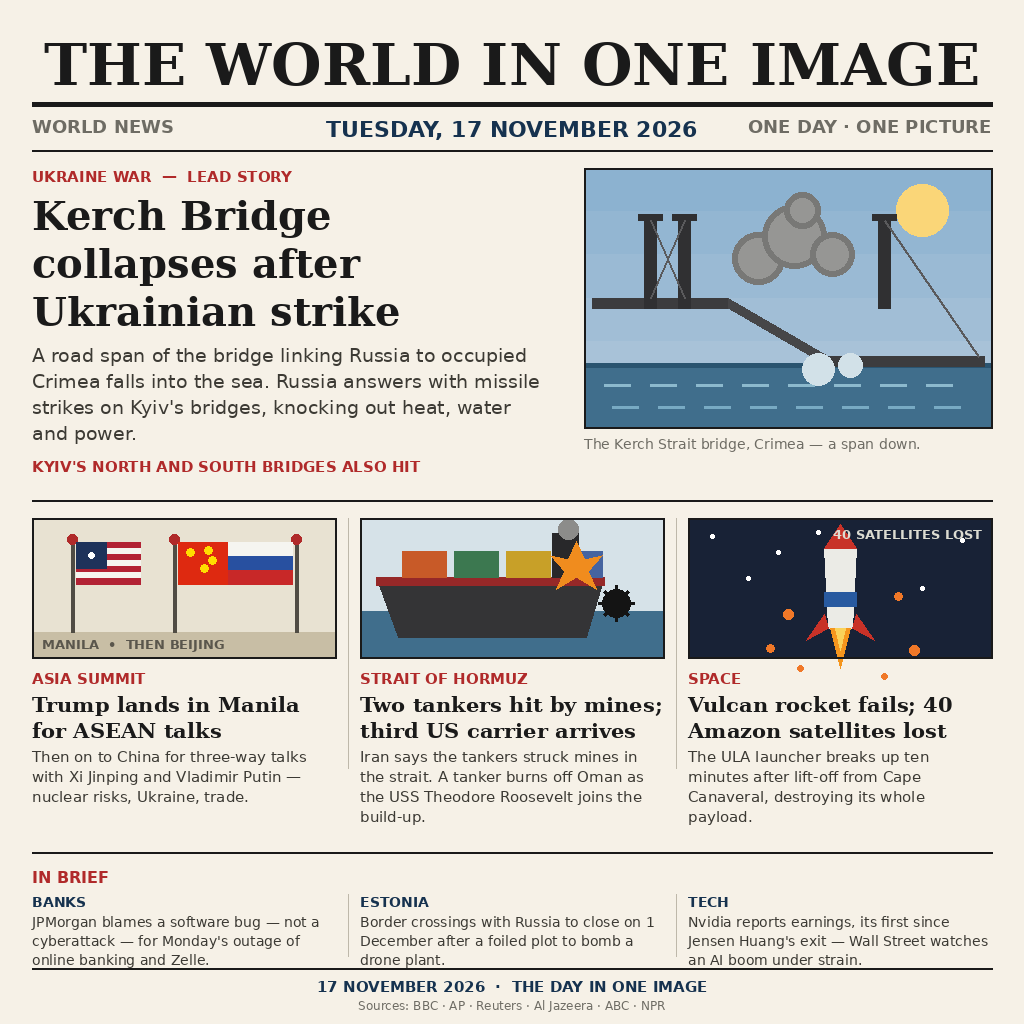 THE WORLD IN ONE IMAGE
WORLD NEWS
TUESDAY, 17 NOVEMBER 2026
ONE DAY · ONE PICTURE
UKRAINE WAR — LEAD STORY
Kerch Bridge
collapses after
Ukrainian strike
A road span of the bridge linking Russia to occupied
Crimea falls into the sea. Russia answers with missile
strikes on Kyiv's bridges, knocking out heat, water
and power.
KYIV'S NORTH AND SOUTH BRIDGES ALSO HIT
The Kerch Strait bridge, Crimea — a span down.
MANILA • THEN BEIJING
ASIA SUMMIT
Trump lands in Manila
for ASEAN talks
Then on to China for three-way talks
with Xi Jinping and Vladimir Putin —
nuclear risks, Ukraine, trade.
STRAIT OF HORMUZ
Two tankers hit by mines;
third US carrier arrives
Iran says the tankers struck mines in
the strait. A tanker burns off Oman as
the USS Theodore Roosevelt joins the
build-up.
40 SATELLITES LOST
SPACE
Vulcan rocket fails; 40
Amazon satellites lost
The ULA launcher breaks up ten
minutes after lift-off from Cape
Canaveral, destroying its whole
payload.
IN BRIEF
BANKS
JPMorgan blames a software bug — not a
cyberattack — for Monday's outage of
online banking and Zelle.
ESTONIA
Border crossings with Russia to close on 1
December after a foiled plot to bomb a
drone plant.
TECH
Nvidia reports earnings, its first since
Jensen Huang's exit — Wall Street watches
an AI boom under strain.
17 NOVEMBER 2026 · THE DAY IN ONE IMAGE
Sources: BBC · AP · Reuters · Al Jazeera · ABC · NPR